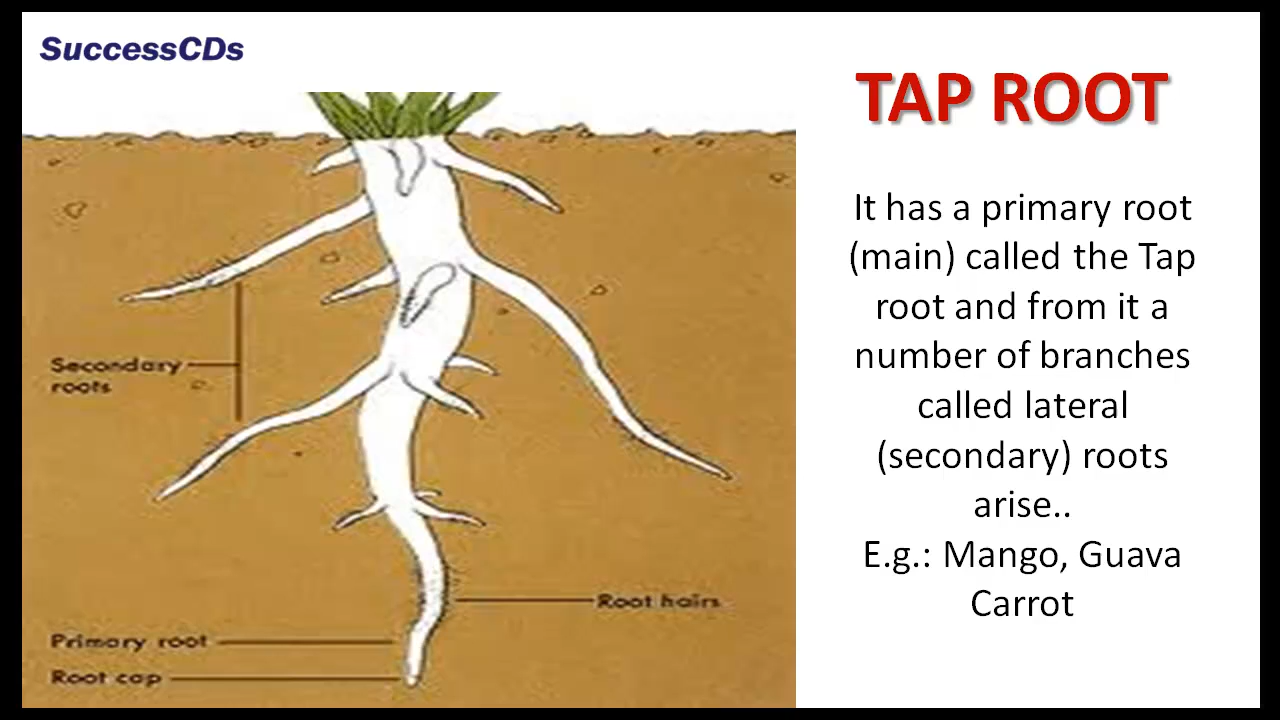 SuccessCDs
TAP ROOT
It has a primary root
(main) called the Tap
root and from it a
number of branches
called lateral
(secondary) roots
arise..
E.g.: Mango, Guava
Carrot
Secondary
roots
Root hairs
Primary root
Root cap